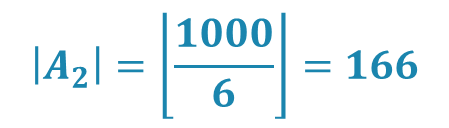 |A₂| = ⌊1000/6⌋ = 166